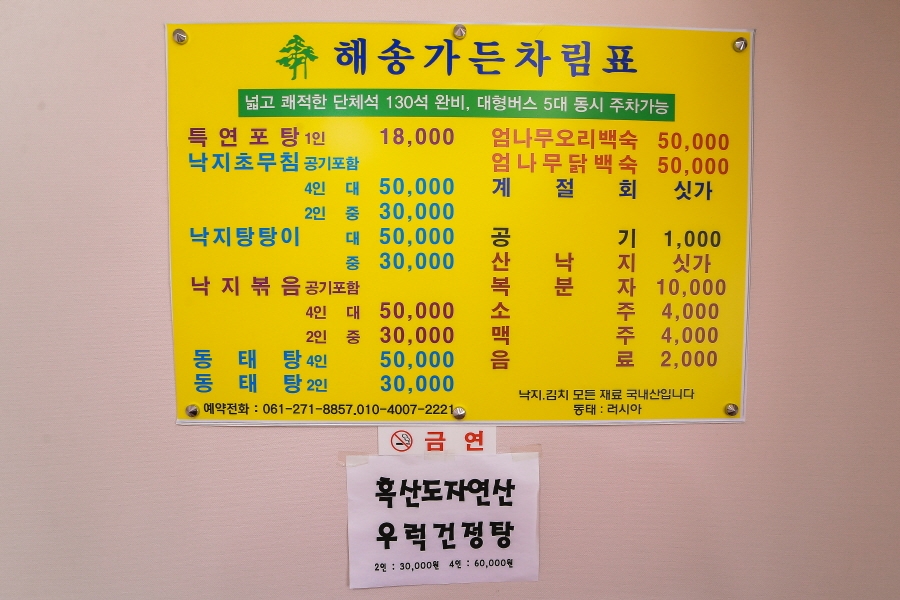 해송가든차림표
넓고 쾌적한 단체석 130석 완비, 대형버스 5대 동시 주차가능
특연포탕 1인 18,000
낙지초무침 공기포함
4인 대 50,000
2인 중 30,000
낙지탕탕이 대 50,000
중 30,000
낙지볶음 공기포함
4인 대 50,000
2인 중 30,000
동태탕 4인 50,000
동태탕 2인 30,000
예약전화 : 061-271-8857.010-4007-2221
엄나무오리백숙 50,000
엄나무닭백숙 50,000
계절회 싯가
공기 1,000
산낙지 싯가
복분자 10,000
소주 4,000
맥주 4,000
음료 2,000
낙지.김치 모든 재료 국내산입니다
동태 : 러시아
금연
흑산도자연산
우럭건정탕
2인 : 30,000원 4인 : 60,000원